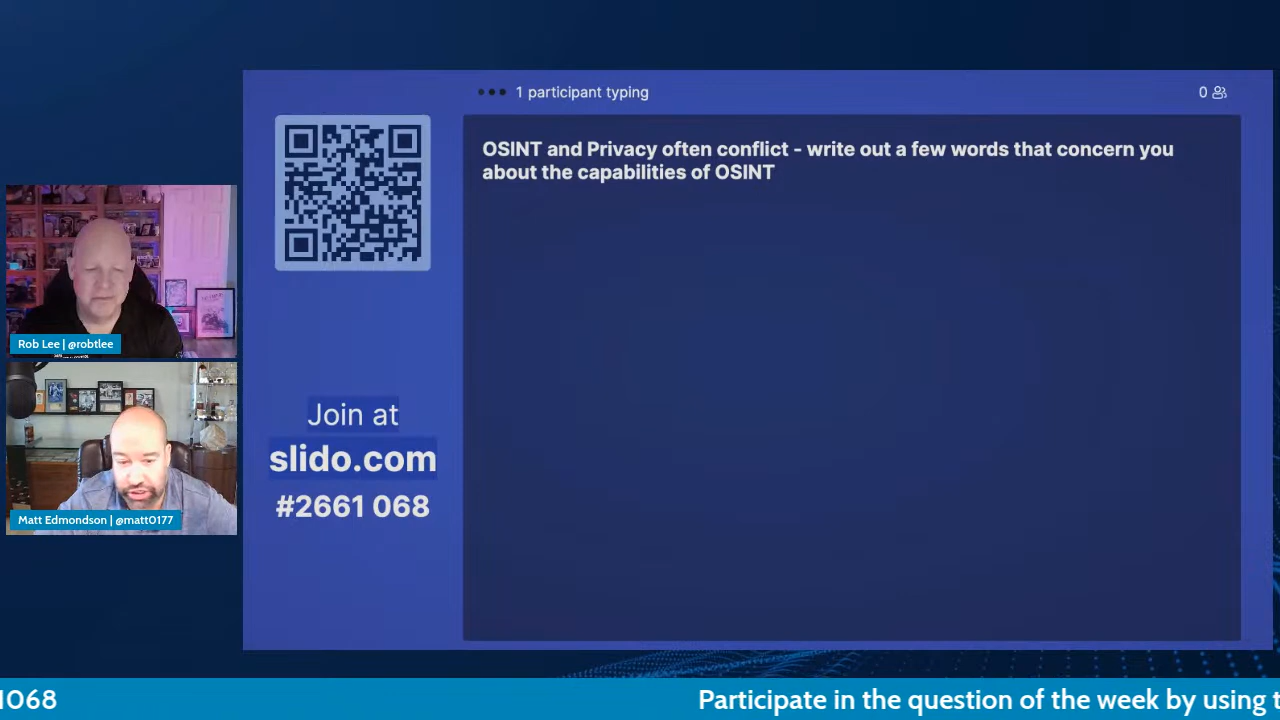 1 participant typing
0
OSINT and Privacy often conflict - write out a few words that concern you
about the capabilities of OSINT
Rob Lee | @robtlee
Join at
slido.com
#2661 068
Matt Edmondson | @matt0177
1068
Participate in the question of the week by using t